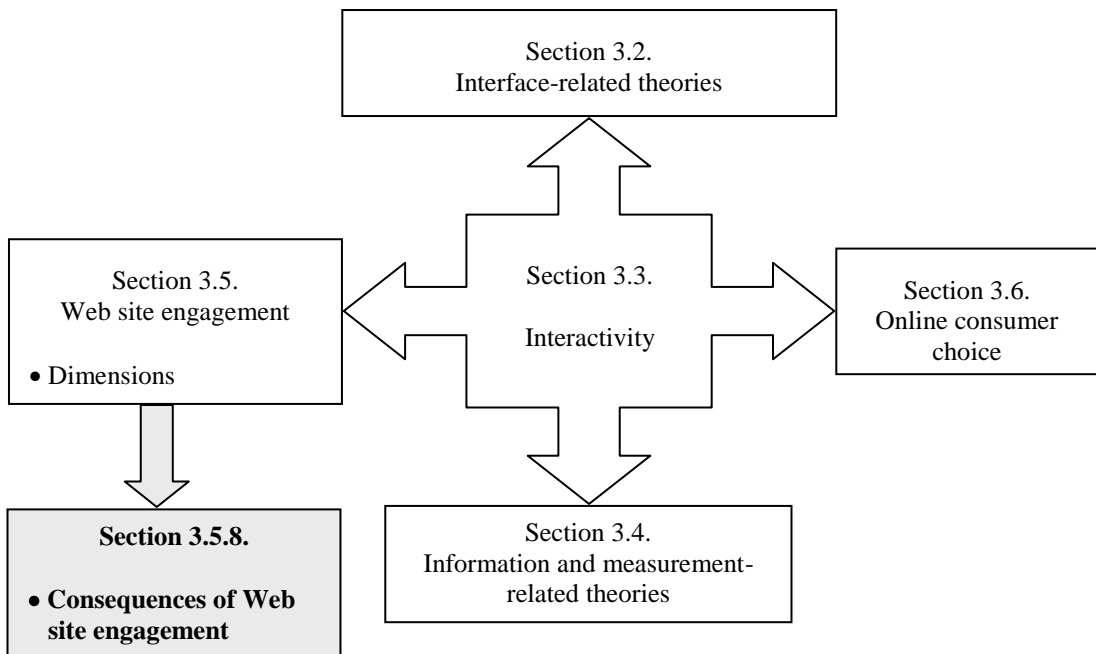 Section 3.2.
Interface-related theories
Section 3.5.
Web site engagement
• Dimensions
Section 3.3.
Interactivity
Section 3.6.
Online consumer
choice
Section 3.5.8.
• Consequences of Web
site engagement
Section 3.4.
Information and measurement-
related theories